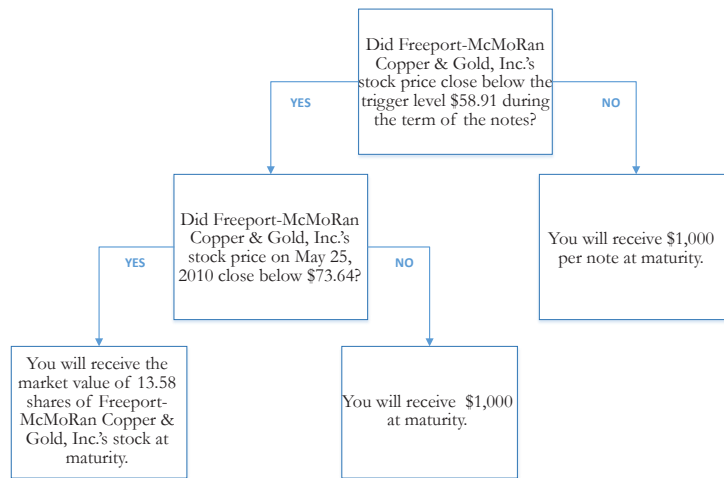 Did Freeport-McMoRan
Copper & Gold, Inc.'s
stock price close below the
trigger level $58.91 during
the term of the notes?
YES
NO
Did Freeport-McMoRan
Copper & Gold, Inc.'s
stock price on May 25,
2010 close below $73.64?
You will receive $1,000
per note at maturity.
YES
NO
You will receive the
market value of 13.58
shares of Freeport-
McMoRan Copper &
Gold, Inc.'s stock at
maturity.
You will receive $1,000
at maturity.